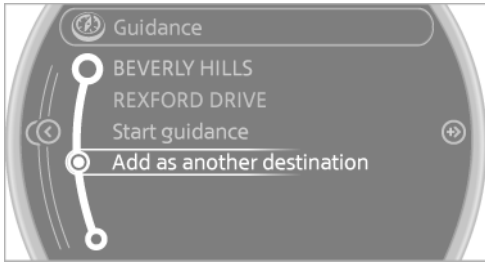 Guidance
BEVERLY HILLS
REXFORD DRIVE
Start guidance
Add as another destination